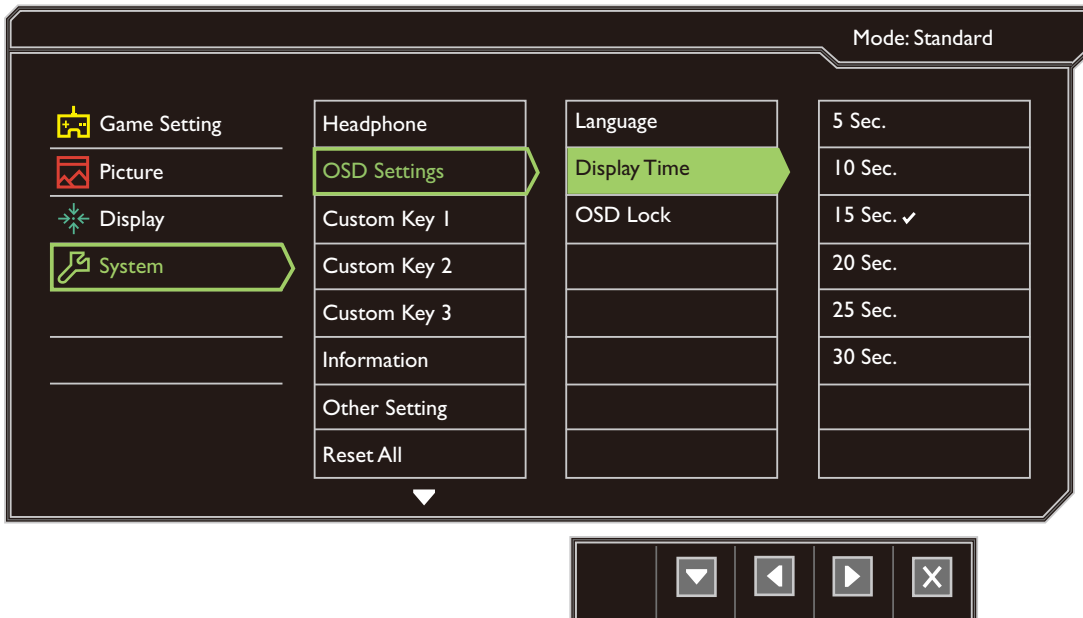 Mode: Standard
Game Setting
Picture
Display
System
Headphone
OSD Settings
Custom Key 1
Custom Key 2
Custom Key 3
Information
Other Setting
Reset All
Language
Display Time
OSD Lock
5 Sec.
10 Sec.
15 Sec. ✔
20 Sec.
25 Sec.
30 Sec.